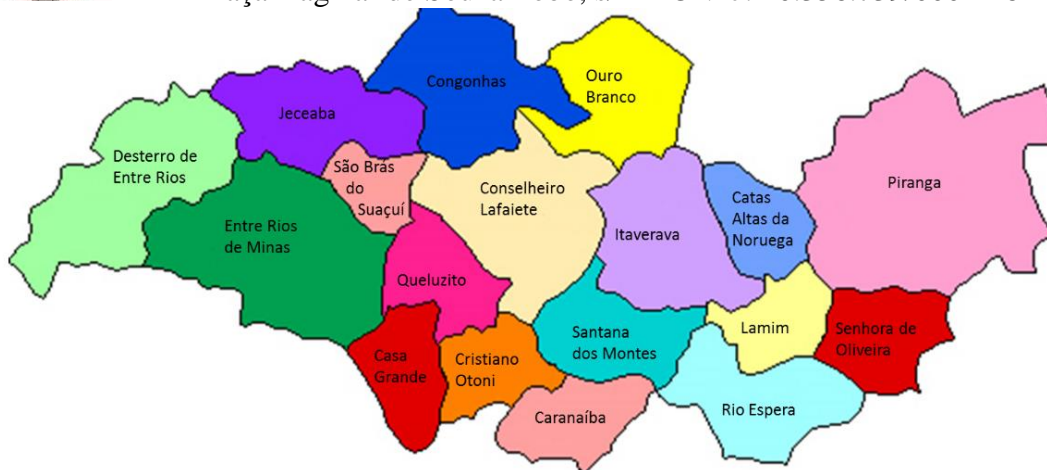 Congonhas
Ouro
Branco
Jeceaba
Desterro de
Entre Rios
São Brás
do
Suaçuí
Conselheiro
Lafaiete
Catas
Altas da
Noruega
Piranga
Entre Rios
de Minas
Itaverava
Queluzito
Santana
dos Montes
Lamim
Senhora de
Oliveira
Casa
Grande
Cristiano
Otoni
Caranaíba
Rio Espera